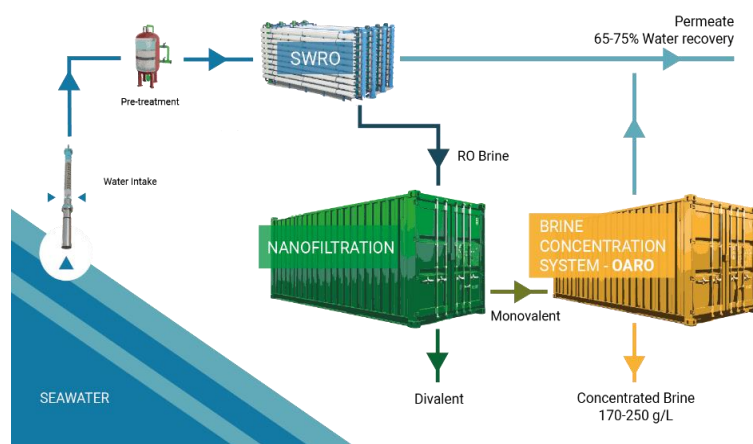 Permeate
65-75% Water recovery
SWRO
Pre-treatment
RO Brine
Water Intake
NANOFILTRATION
BRINE
CONCENTRATION
SYSTEM - OARO
Monovalent
SEAWATER
Divalent
Concentrated Brine
170-250 g/L